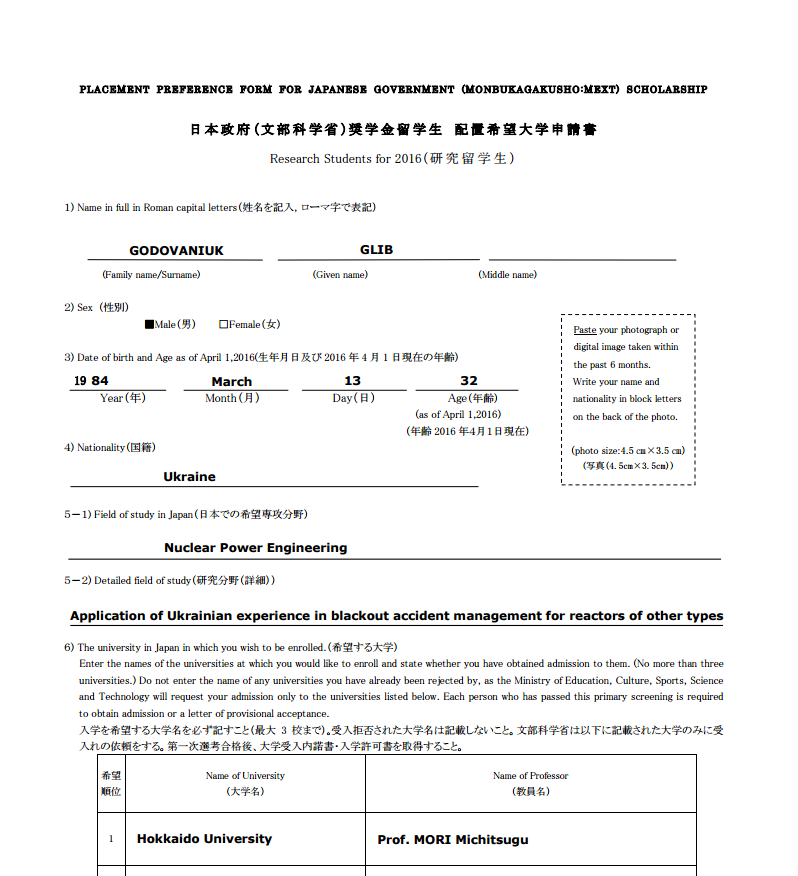 PLACEMENT PREFERENCE FORM FOR JAPANESE GOVERNMENT (MONBUKAGAKUSHO:MEXT) SCHOLARSHIP
日本政府(文部科学省)奨学金留学生 配置希望大学申請書
Research Students for 2016(研究留学生)
1) Name in full in Roman capital letters(姓名を記入, ローマ字で表記)
GODOVANIUK GLIB
(Family name/Surname) (Given name) (Middle name)
2) Sex (性別)
■Male(男) □Female(女)
3) Date of birth and Age as of April 1,2016(生年月日及び2016年4月1日現在の年齢)
19 84 March 13 32
Year(年) Month(月) Day(日) Age(年齢)
(as of April 1,2016)
(年齢 2016年4月1日現在)
Paste your photograph or
digital image taken within
the past 6 months.
Write your name and
nationality in block letters
on the back of the photo.
(photo size:4.5㎝×3.5㎝)
(写真(4.5cm×3.5cm))
4) Nationality(国籍)
Ukraine
5－1) Field of study in Japan(日本での希望専攻分野)
Nuclear Power Engineering
5－2) Detailed field of study(研究分野(詳細))
Application of Ukrainian experience in blackout accident management for reactors of other types
6) The university in Japan in which you wish to be enrolled.(希望する大学)
Enter the names of the universities at which you would like to enroll and state whether you have obtained admission to them. (No more than three
universities.) Do not enter the name of any universities you have already been rejected by, as the Ministry of Education, Culture, Sports, Science
and Technology will request your admission only to the universities listed below. Each person who has passed this primary screening is required
to obtain admission or a letter of provisional acceptance.
入学を希望する大学名を必ず記すこと(最大 3 校まで)。受入拒否された大学名は記載しないこと。文部科学省は以下に記載された大学のみに受
入れの依頼をする。第一次選考合格後、大学受入内諾書・入学許可書を取得すること。
希望 Name of University Name of Professor
順位 (大学名) (教員名)
1 Hokkaido University Prof. MORI Michitsugu